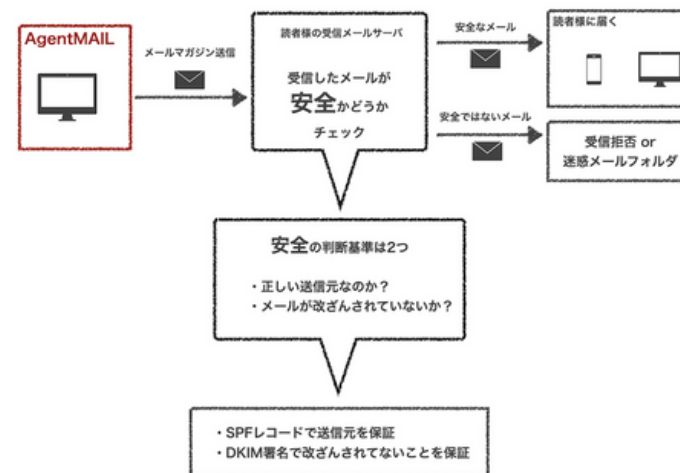 AgentMAIL
メールマガジン送信
読者様の受信メールサーバ
受信したメールが
安全かどうか
チェック
安全なメール
読者様に届く
安全ではないメール
受信拒否 or
迷惑メールフォルダ
安全の判断基準は2つ
・正しい送信元なのか？
・メールが改ざんされていないか？
・SPFレコードで送信元を保証
・DKIM署名で改ざんされてないことを保証